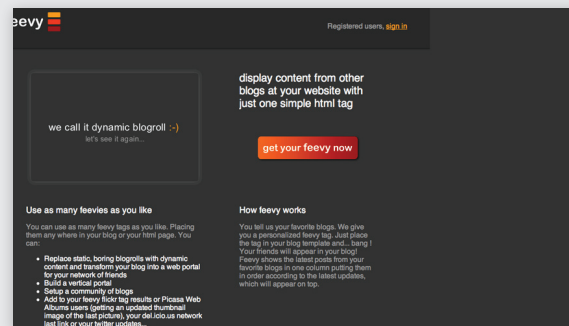 feevy
Registered users, sign in
display content from other
blogs at your website with
just one simple html tag
we call it dynamic blogroll :-)
let's see it again...
get your feevy now
Use as many feevies as you like
You can use as many feevy tags as you like. Placing
them any where in your blog or your html page. You
can:
Replace static, boring blogrolls with dynamic
content and transform your blog into a web portal
for your network of friends
Build a vertical portal
Setup a community of blogs
Add to your feevy flickr tag results or Picasa Web
Albums users (getting an updated thumbnail
image of the last picture), your del.icio.us network
last link or your twitter updates...
How feevy works
You tell us your favorite blogs. We give
you a personalized feevy tag. Just place
the tag in your blog template and... bang !
Your friends will appear in your blog!
Feevy shows the latest posts from your
favorite blogs in one column putting them
in order according to the latest updates,
which will appear on top.